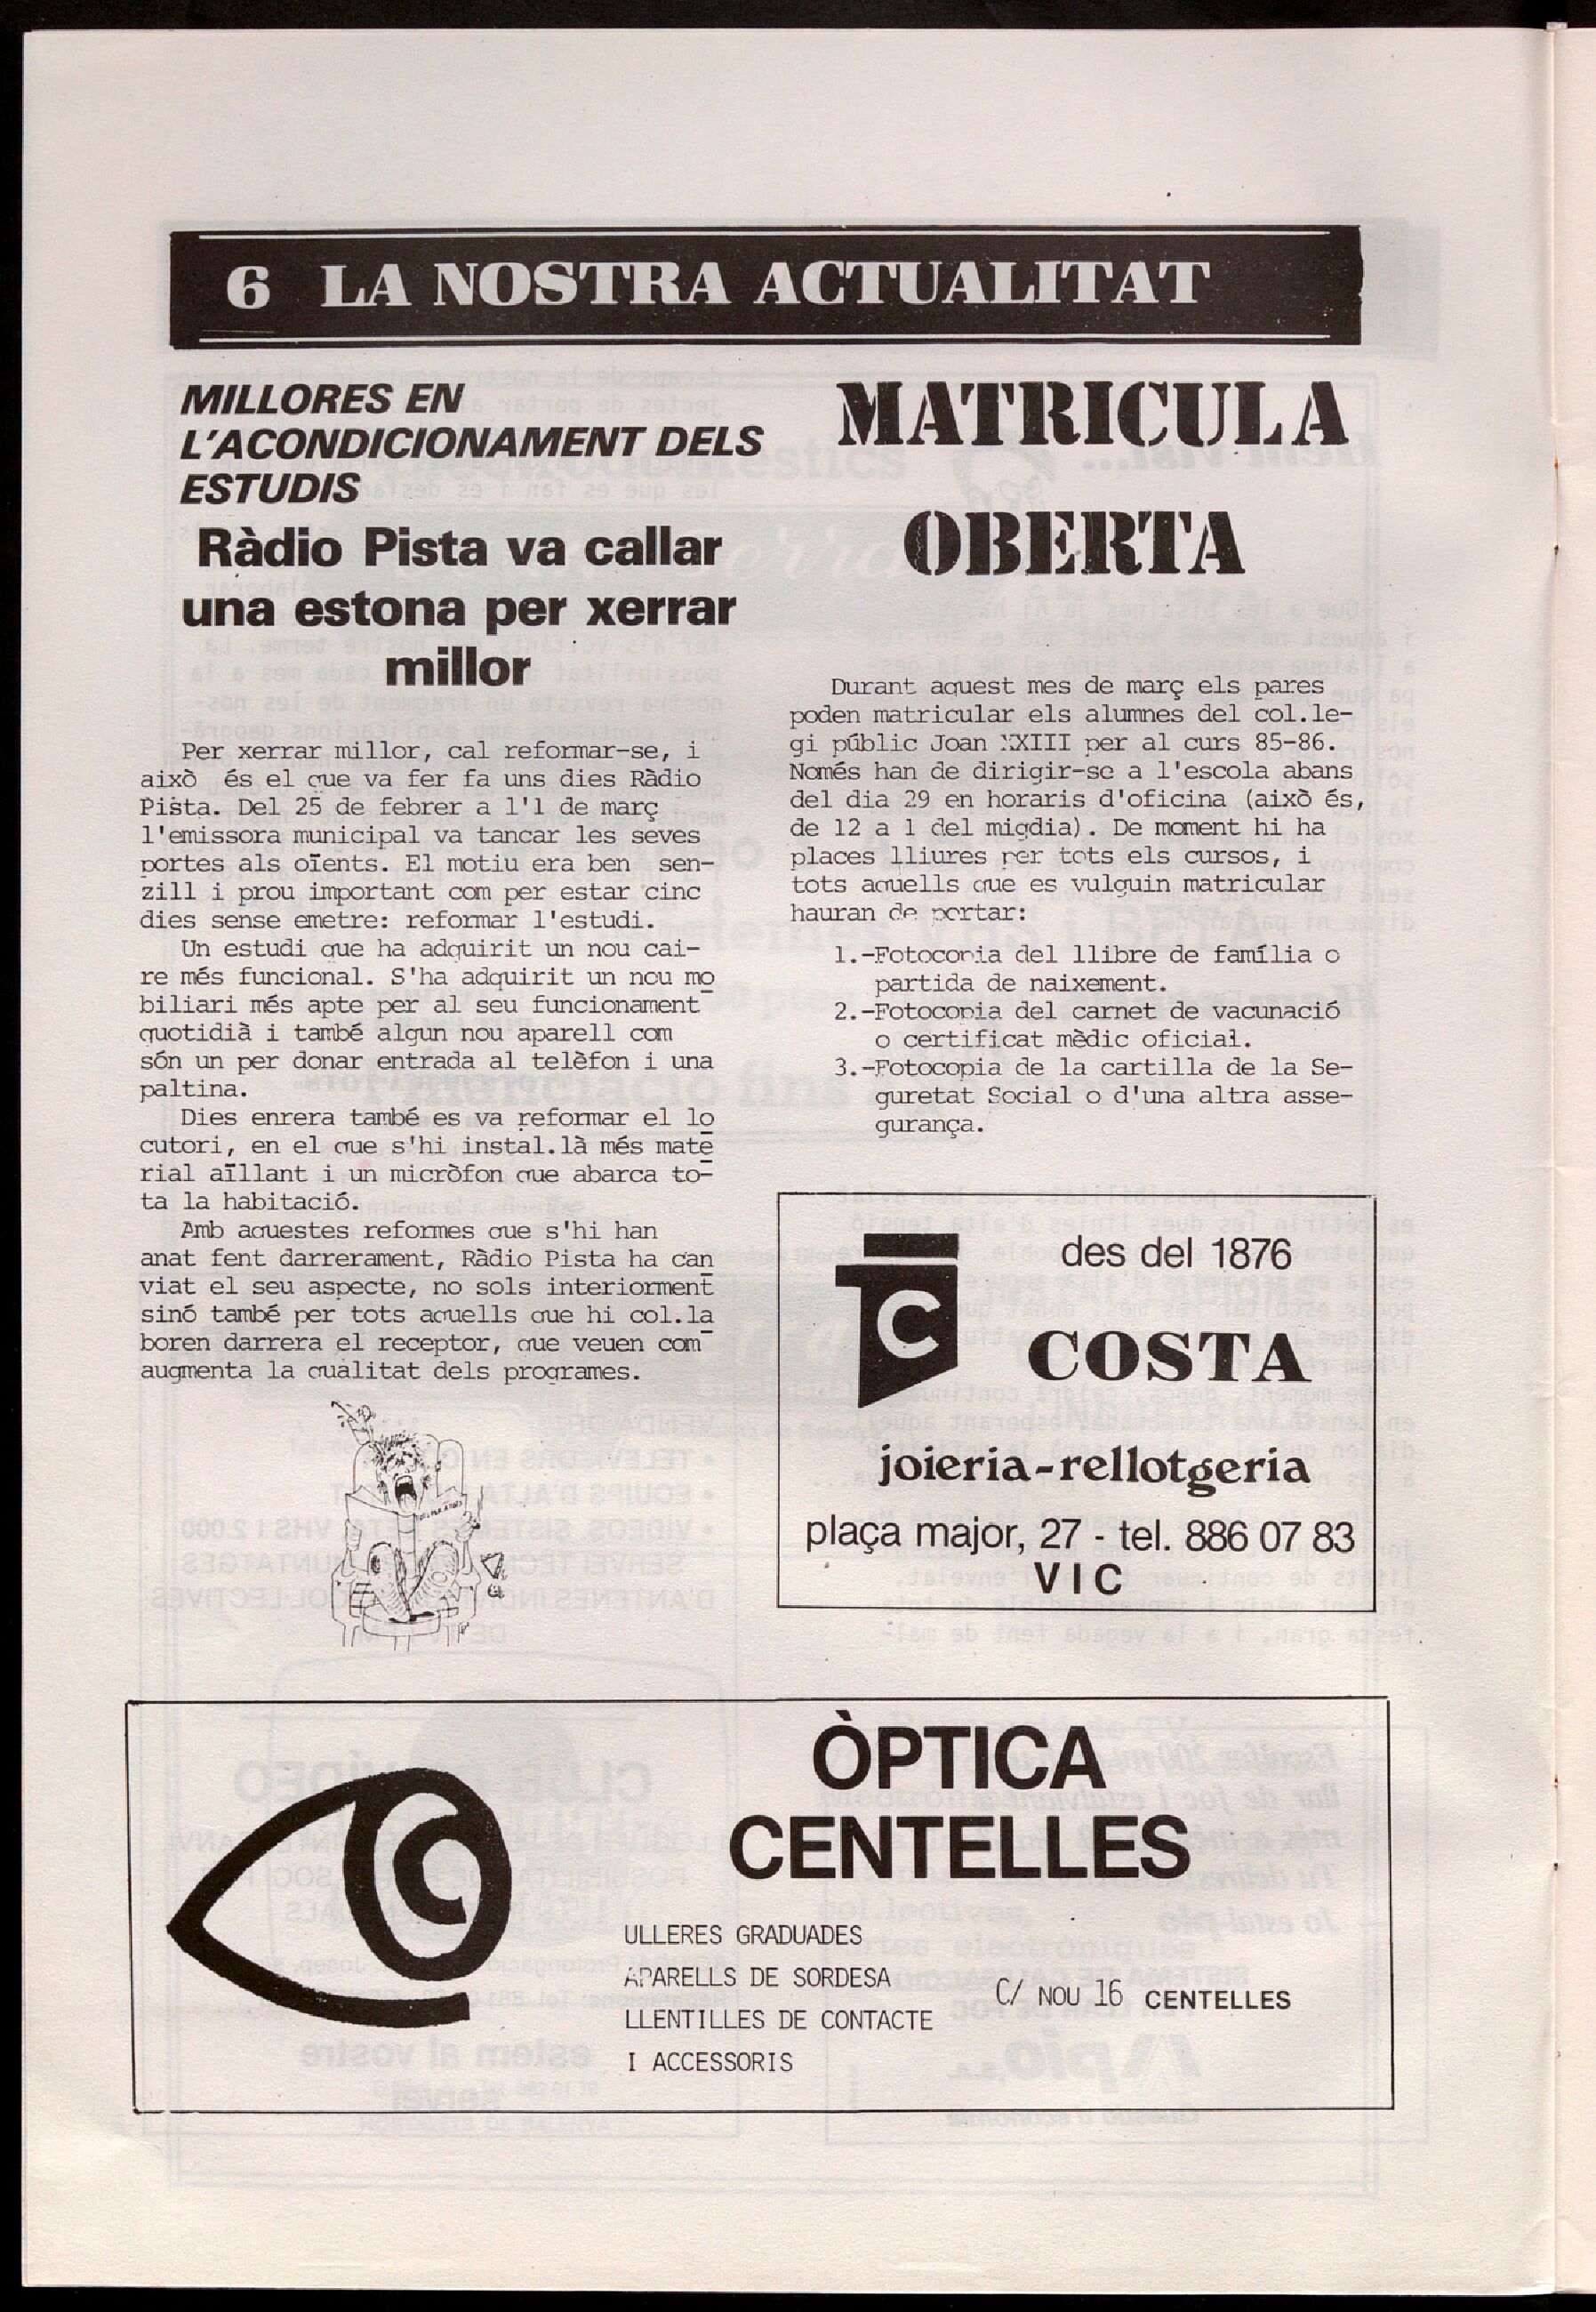 6 LA NOSTRA ACTUALITAT
MILLORES EN
L'ACONDICIONAMENT DELS
ESTUDIS
Ràdio Pista va callar
una estona per xerrar
millor
Per xerrar millor, cal reformar-se, i
això és el que va fer fa uns dies Ràdio
Pista. Del 25 de febrer a l'1 de març
l'emissora municipal va tancar les seves
portes als oïents. El motiu era ben sen-
zill i prou important com per estar cinc
dies sense emetre: reformar l'estudi.
Un estudi que ha adquirit un nou cai-
re més funcional. S'ha adquirit un nou mo
biliari més apte per al seu funcionament
quotidià i també algun nou aparell com
són un per donar entrada al telèfon i una
paltina.
Dies enrera també es va reformar el lo
cutori, en el que s'hi instal.là més mate
rial aïllant i un micròfon que abarca to-
ta la habitació.
Amb aquestes reformes que s'hi han
anat fent darrerament, Ràdio Pista ha can
viat el seu aspecte, no sols interiorment
sinó també per tots aquells que hi col.la
boren darrera el receptor, que veuen com
augmenta la qualitat dels programes.
MATRICULA
OBERTA
Durant aquest mes de març els pares
poden matricular els alumnes del col.le-
gi públic Joan XXIII per al curs 85-86.
Només han de dirigir-se a l'escola abans
del dia 29 en horaris d'oficina (això és,
de 12 a 1 del migdia). De moment hi ha
places lliures per tots els cursos, i
tots aquells que es vulguin matricular
hauran de portar:
1.-Fotocopia del llibre de família o
partida de naixement.
2.-Fotocopia del carnet de vacunació
o certificat mèdic oficial.
3.-Fotocopia de la cartilla de la Se-
guretat Social o d'una altra asse-
gurança.
C
des del 1876
COSTA
joieria-rellotgeria
plaça major, 27 - tel. 886 07 83
VIC
ÒPTICA
CENTELLES
ULLERES GRADUADES
APARELLS DE SORDESA
LLENTILLES DE CONTACTE
I ACCESSORIS
C/ NOU 16 CENTELLES